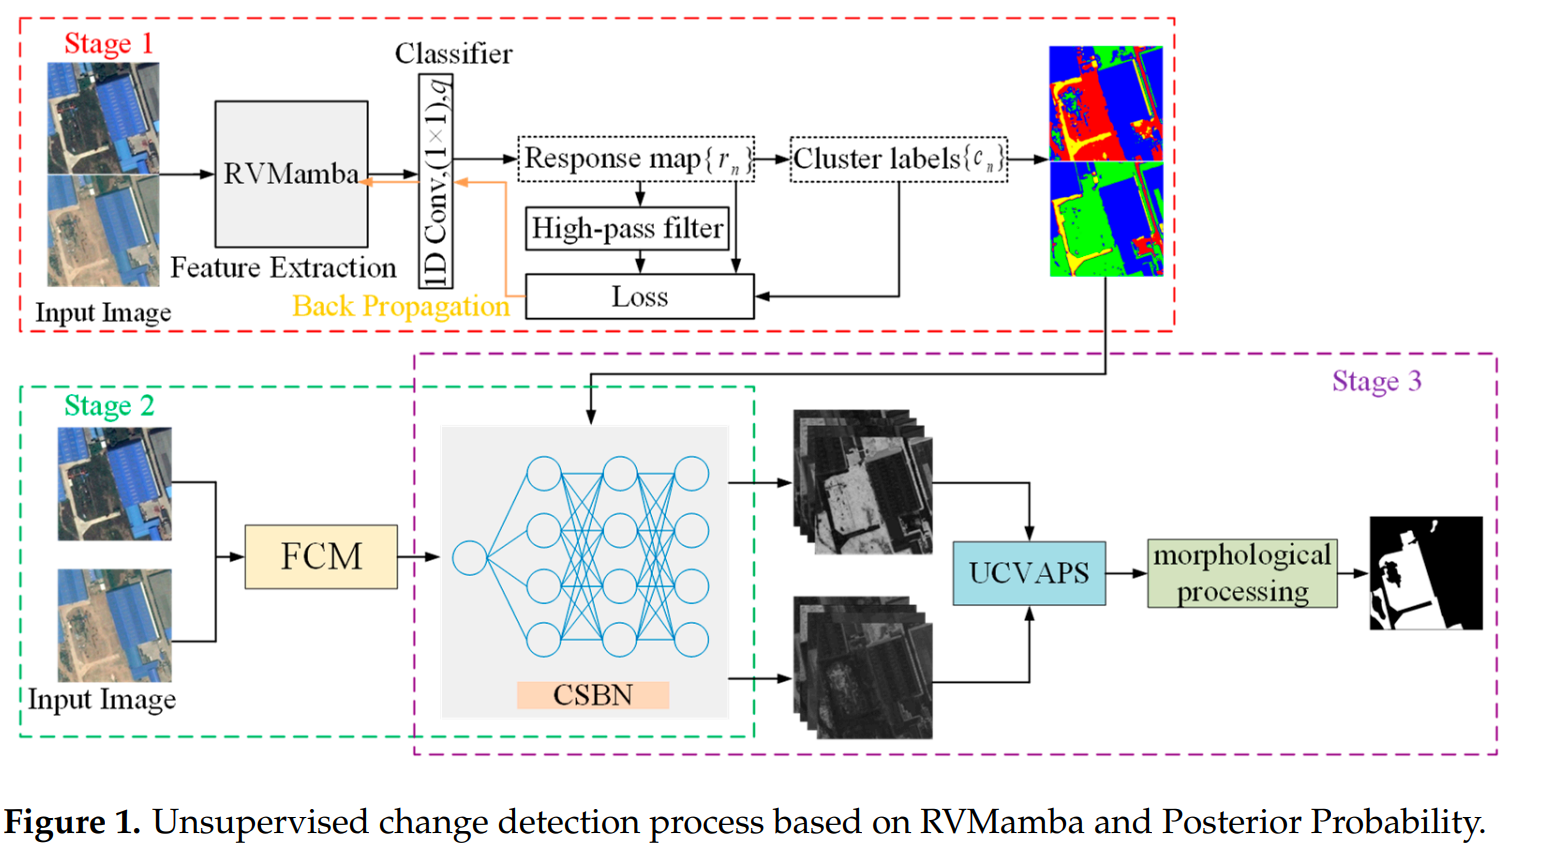 Stage 1
Classifier
1D Conv,(1×1),q
RVMamba
Response map{rₙ}
Cluster labels{cₙ}
High-pass filter
Feature Extraction
Loss
Back Propagation
Input Image
Stage 3
Stage 2
FCM
UCVAPS
morphological
processing
CSBN
Input Image
Figure 1. Unsupervised change detection process based on RVMamba and Posterior Probability.